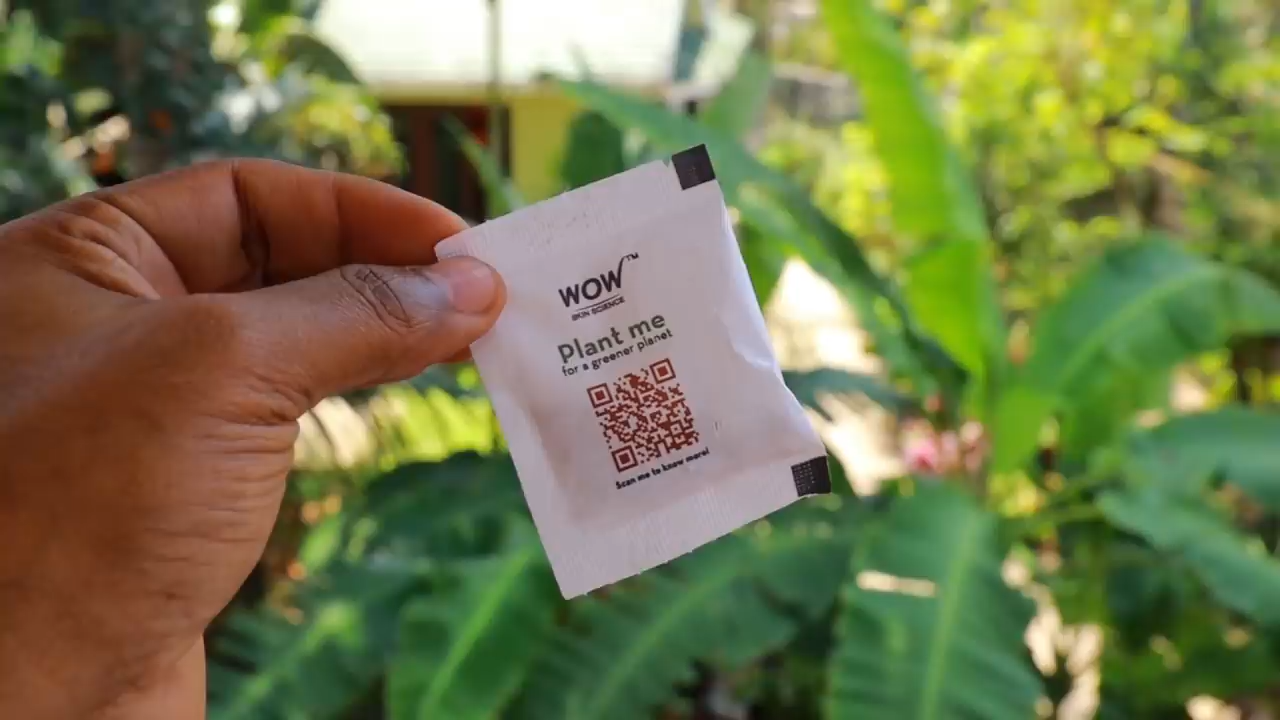 WOW™
SKIN SCIENCE
Plant me
for a greener planet
Scan me to know more!